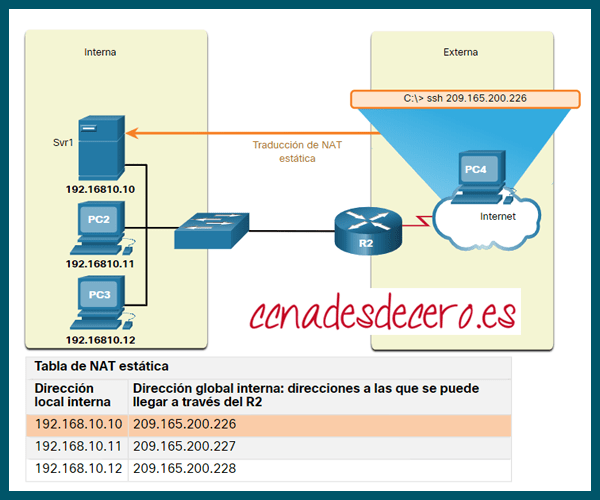 Interna
Externa
C:\> ssh 209.165.200.226
Svr1
Traducción de NAT
estática
PC4
192.16810.10
PC2
Internet
R2
192.16810.11
PC3
ccnadesdecero.es
192.16810.12
Tabla de NAT estática
Dirección local interna
Dirección global interna: direcciones a las que se puede llegar a través del R2
192.168.10.10 209.165.200.226
192.168.10.11 209.165.200.227
192.168.10.12 209.165.200.228